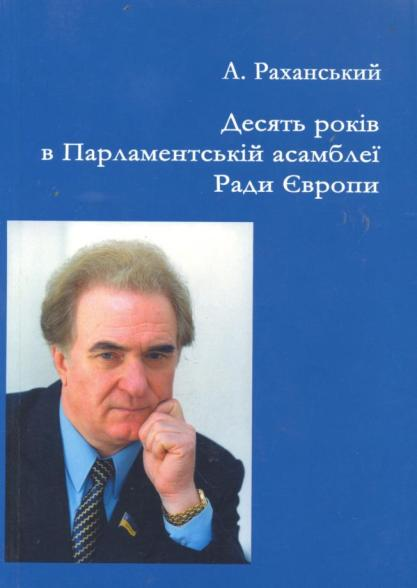 А. Раханський
Десять років
в Парламентській асамблеї
Ради Європи